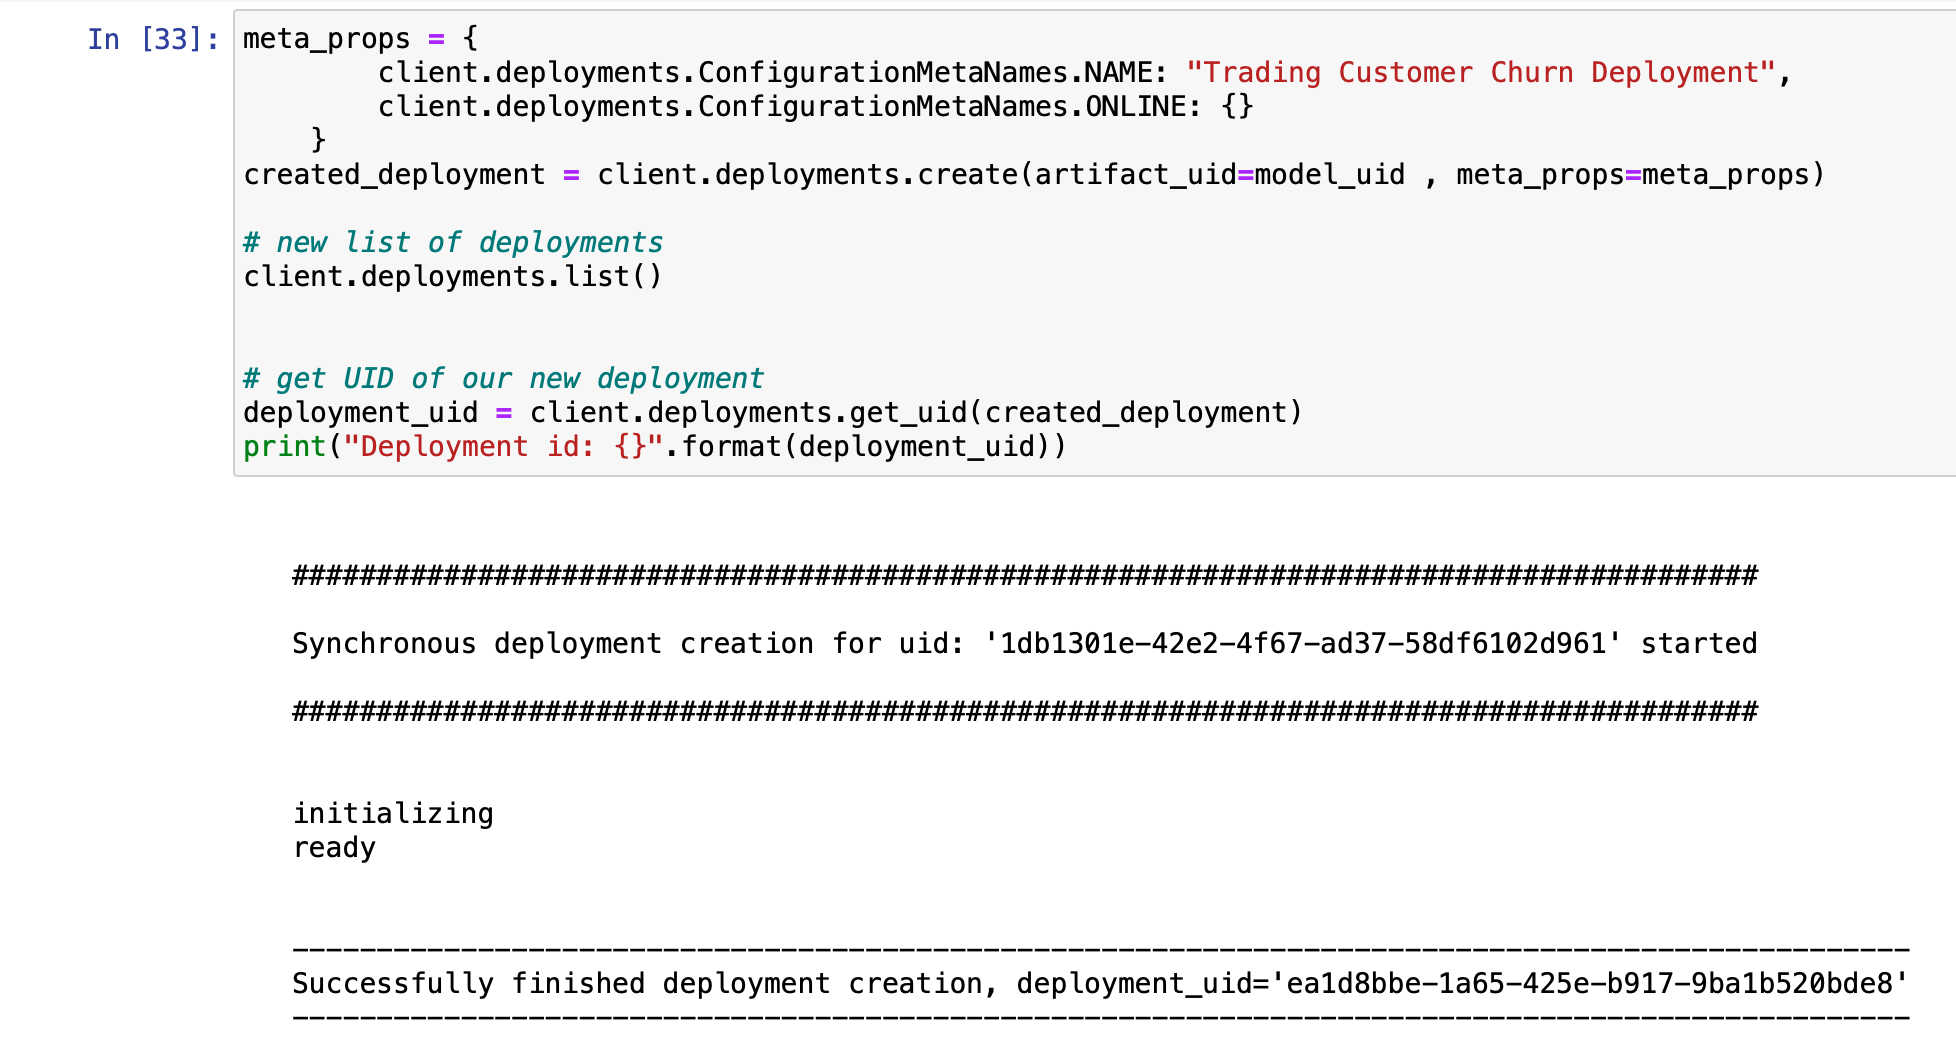 In [33]:
meta_props = {
        client.deployments.ConfigurationMetaNames.NAME: "Trading Customer Churn Deployment",
        client.deployments.ConfigurationMetaNames.ONLINE: {}
    }
created_deployment = client.deployments.create(artifact_uid=model_uid , meta_props=meta_props)
# new list of deployments
client.deployments.list()
# get UID of our new deployment
deployment_uid = client.deployments.get_uid(created_deployment)
print("Deployment id: {}".format(deployment_uid))
#######################################################################################
Synchronous deployment creation for uid: '1db1301e-42e2-4f67-ad37-58df6102d961' started
#######################################################################################
initializing
ready
------------------------------------------------------------------------------------------------
Successfully finished deployment creation, deployment_uid='ea1d8bbe-1a65-425e-b917-9ba1b520bde8'
------------------------------------------------------------------------------------------------